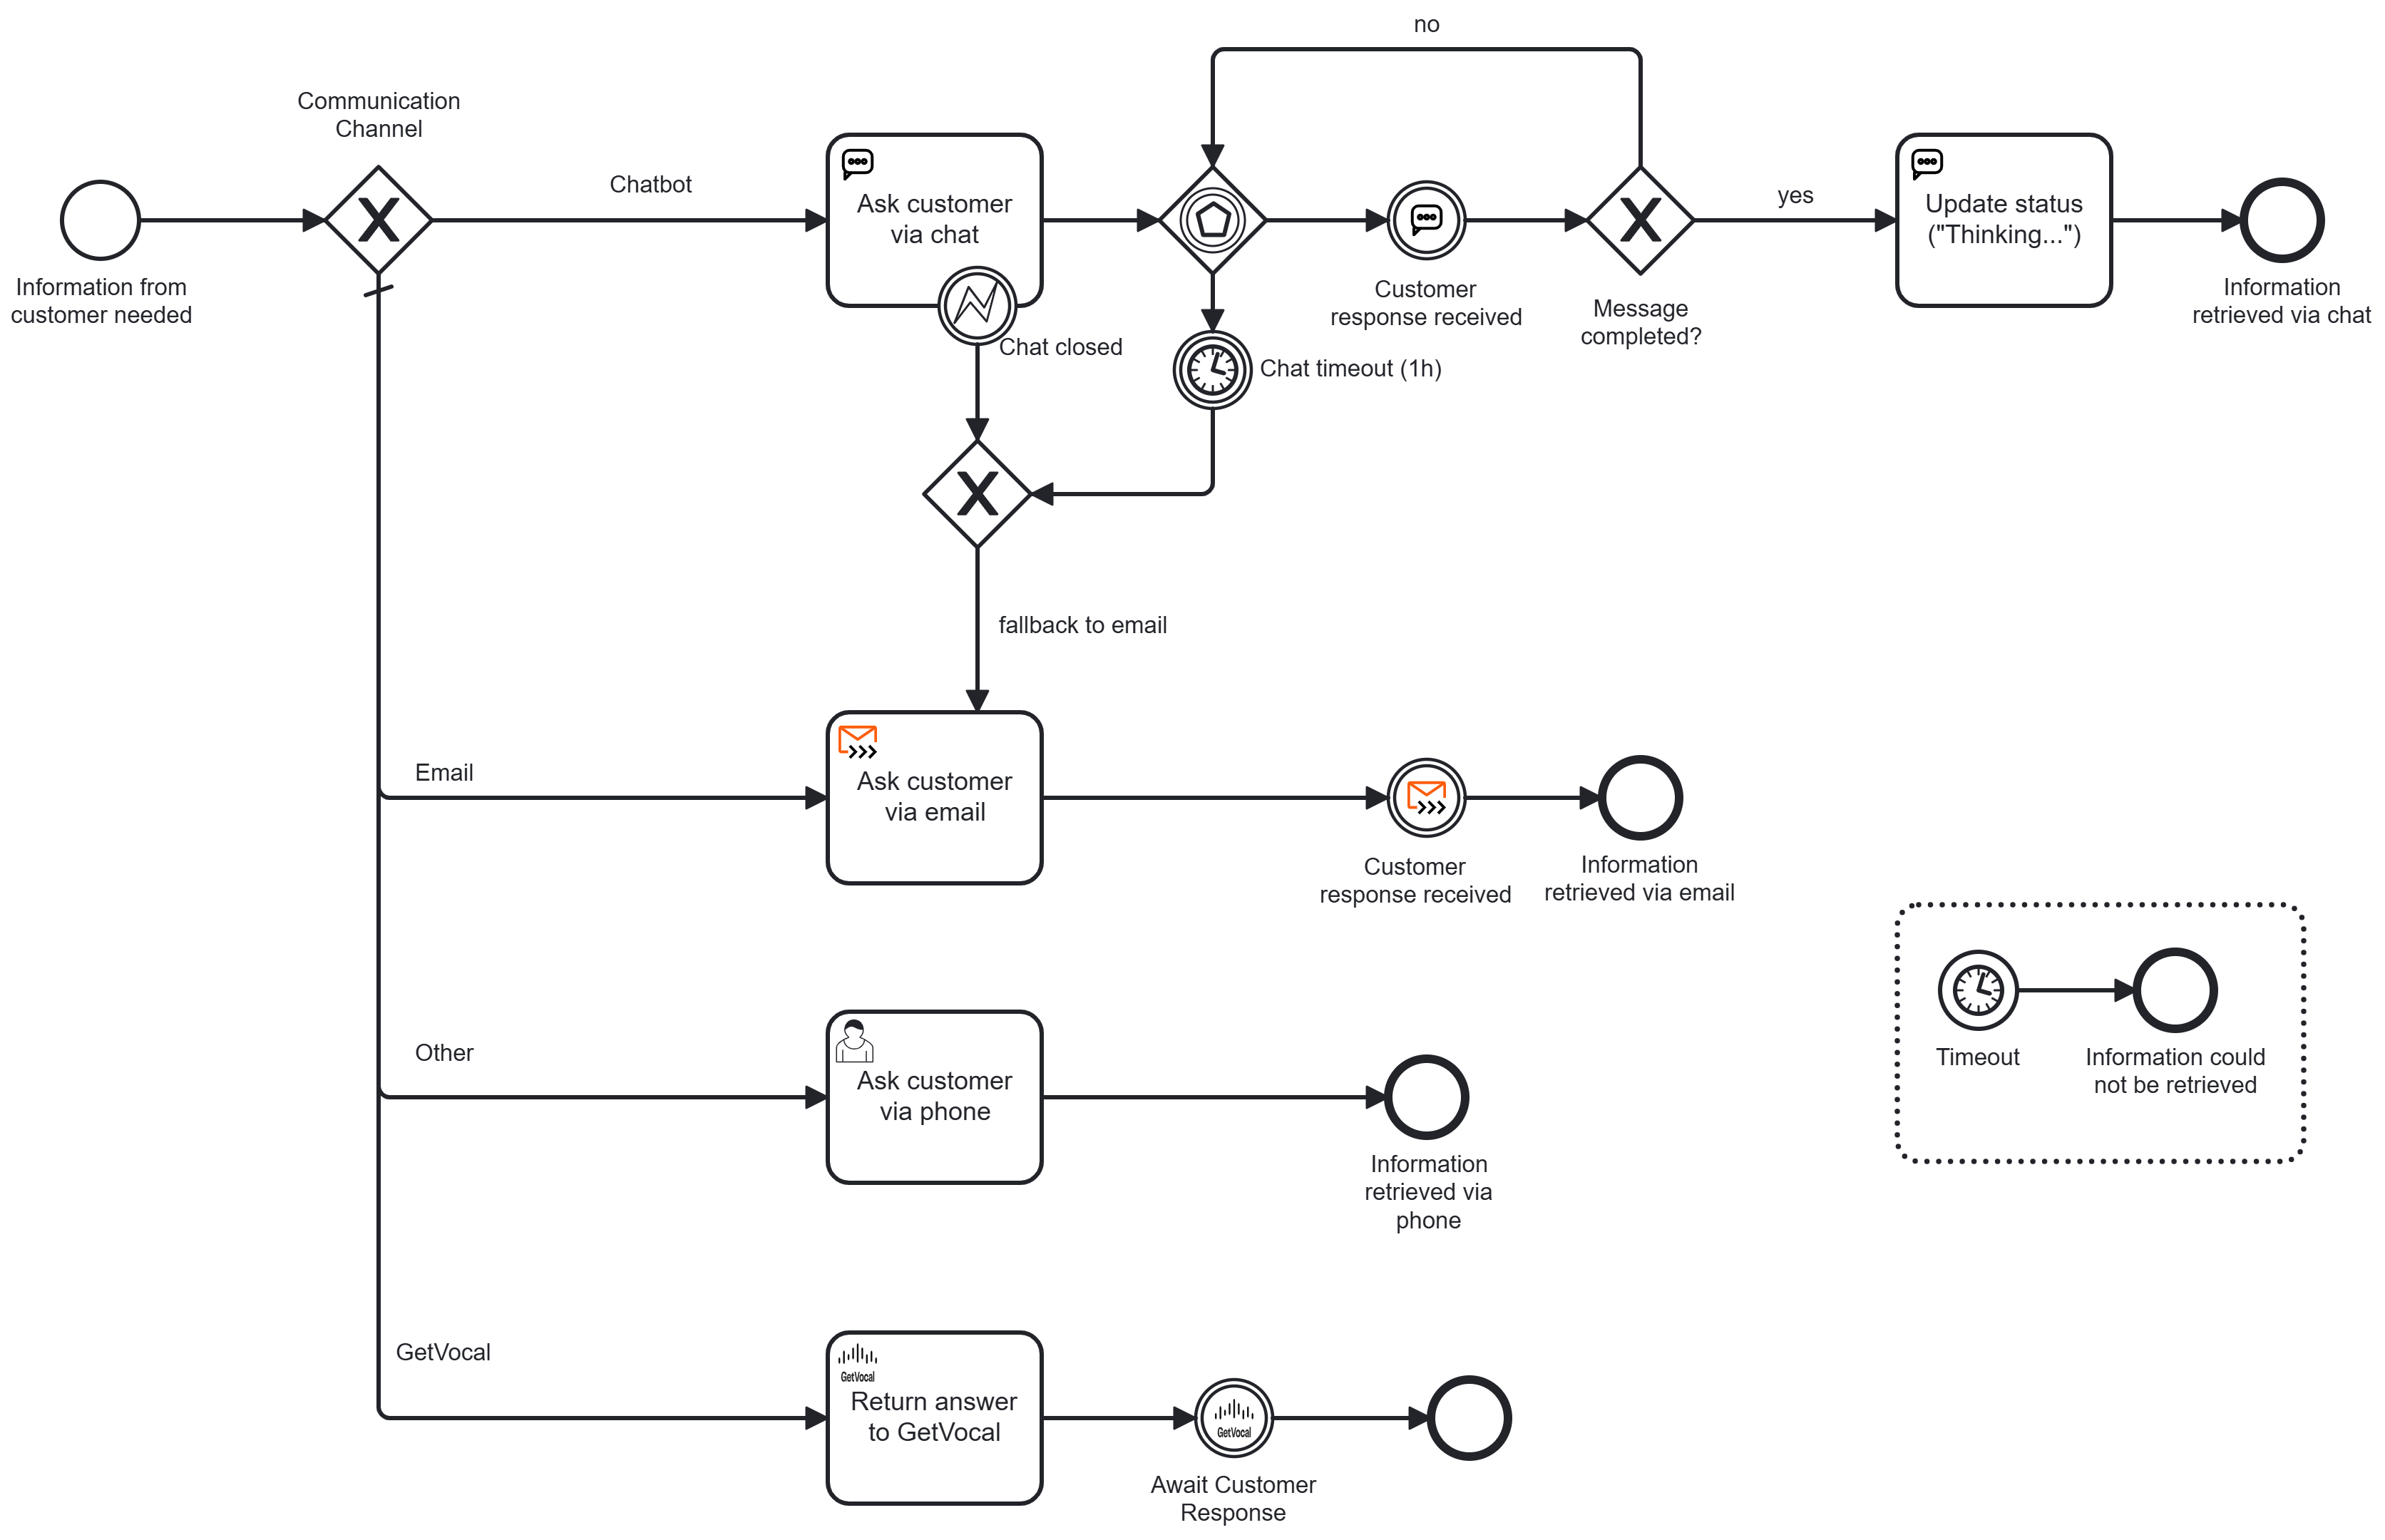 no
Communication
Channel
Chatbot
Ask customer
via chat
yes
Update status
("Thinking...")
Information from
customer needed
Customer
response received
Message
completed?
Information
retrieved via chat
Chat closed
Chat timeout (1h)
fallback to email
Email
Ask customer
via email
Customer
response received
Information
retrieved via email
Other
Ask customer
via phone
Timeout
Information could
not be retrieved
Information
retrieved via
phone
GetVocal
GetVocal
Return answer
to GetVocal
GetVocal
Await Customer
Response